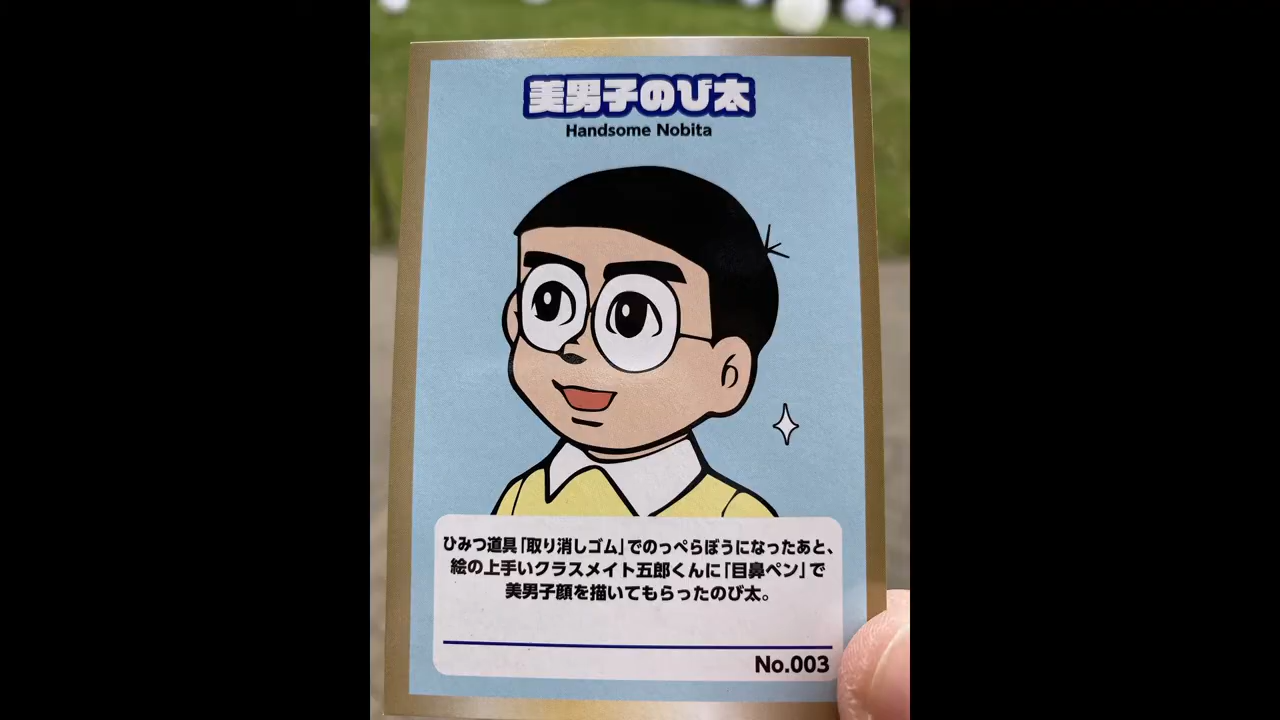 美男子のび太
Handsome Nobita
ひみつ道具「取り消しゴム」でのっぺらぼうになったあと、
絵の上手いクラスメイト五郎くんに「目鼻ペン」で
美男子顔を描いてもらったのび太。
No.003